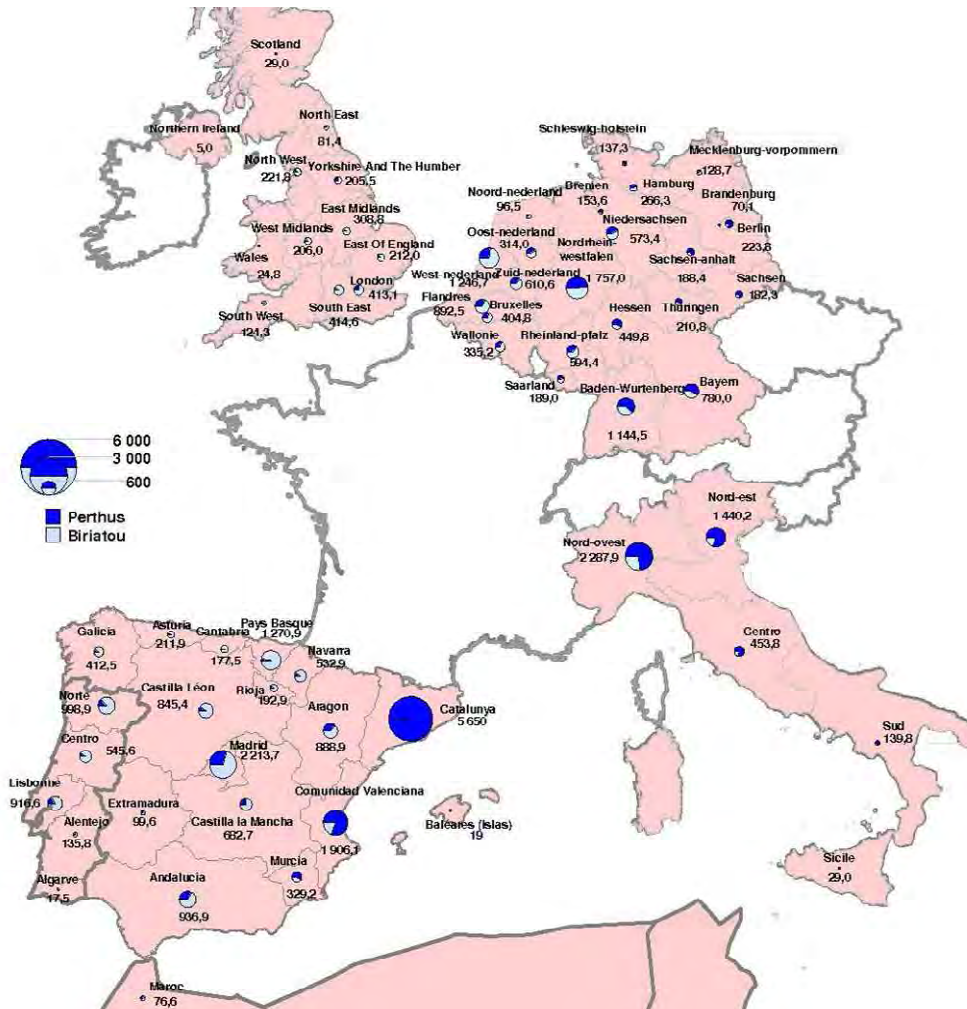 Scotland
29,0
North East
81,4
Northern Ireland
5,0
North West
221,8
Yorkshire And The Humber
205,5
East Midlands
308,8
West Midlands
206,0
East Of England
212,0
Wales
24,8
London
413,1
South East
414,6
South West
124,3
Schleswig-holstein
137,3
Mecklenburg-vorpommern
128,7
Hamburg
266,3
Brenien
153,6
Brandenburg
70,1
Berlin
223,8
Noord-nederland
96,5
Niedersachsen
573,4
Oost-nederland
314,0
Nordrhein-
westfalen
1 757,0
Sachsen-anhalt
188,4
West-nederland
1 246,7
Zuid-nederland
610,6
Sachsen
182,3
Flandres
892,5
Bruxelles
404,8
Hessen
449,8
Thüringen
210,8
Wallonie
335,2
Rheinland-pfalz
594,4
Saarland
189,0
Baden-Wurtenberg
1 144,5
Bayern
780,0
6 000
3 000
600
Perthus
Biriatou
Nord-est
1 440,2
Nord-ovest
2 287,9
Centro
453,8
Sud
139,8
Sicile
29,0
Galicia
412,5
Asturia
211,9
Cantabria
177,5
Pays Basque
1 270,9
Navarra
532,9
Rioja
192,9
Norte
998,9
Castilla Léon
845,4
Aragon
888,9
Catalunya
5 650
Centro
545,6
Madrid
2 213,7
Comunidad Valenciana
1 906,1
Lisbonne
916,6
Extramadura
99,6
Castilla la Mancha
682,7
Baléares (Islas)
19
Alentejo
135,8
Murcia
329,2
Algarve
17,5
Andalucia
936,9
Maroc
76,6